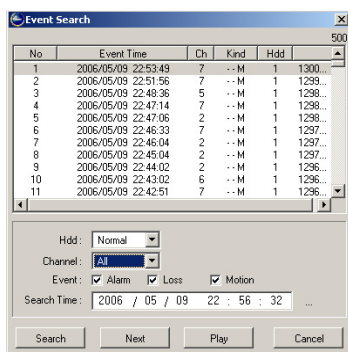 Event Search
500
No Event Time Ch Kind Hdd
1 2006/05/09 22:53:49 7 - - M 1 1300...
2 2006/05/09 22:51:56 7 - - M 1 1299...
3 2006/05/09 22:48:36 5 - - M 1 1298...
4 2006/05/09 22:47:14 7 - - M 1 1298...
5 2006/05/09 22:47:06 2 - - M 1 1298...
6 2006/05/09 22:46:33 7 - - M 1 1297...
7 2006/05/09 22:46:04 2 - - M 1 1297...
8 2006/05/09 22:45:04 2 - - M 1 1297...
9 2006/05/09 22:44:02 2 - - M 1 1296...
10 2006/05/09 22:43:02 6 - - M 1 1296...
11 2006/05/09 22:42:51 7 - - M 1 1296...
Hdd : Normal
Channel : All
Event : Alarm Loss Motion
Search Time : 2006 / 05 / 09 22 : 56 : 32 ...
Search Next Play Cancel